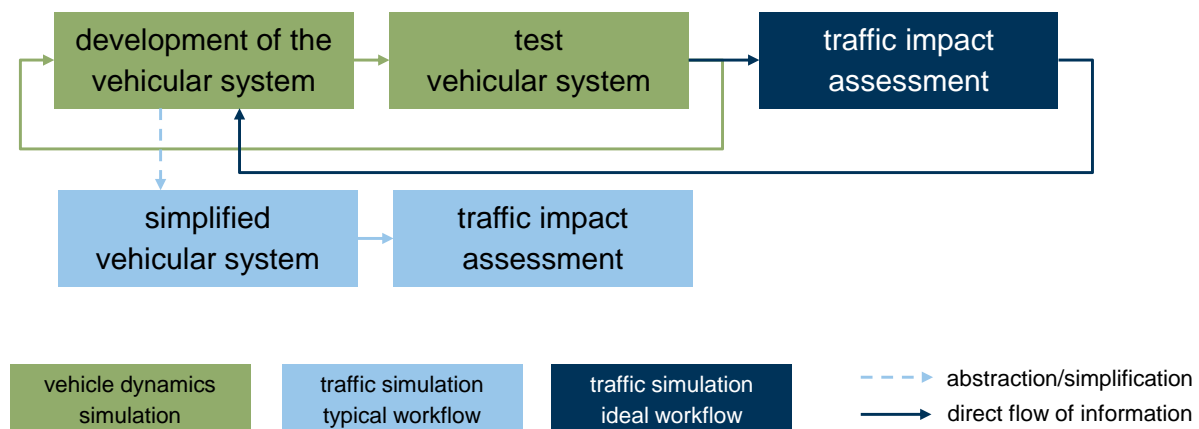 development of the
vehicular system
test
vehicular system
traffic impact
assessment
simplified
vehicular system
traffic impact
assessment
vehicle dynamics
simulation
traffic simulation
typical workflow
traffic simulation
ideal workflow
abstraction/simplification
direct flow of information